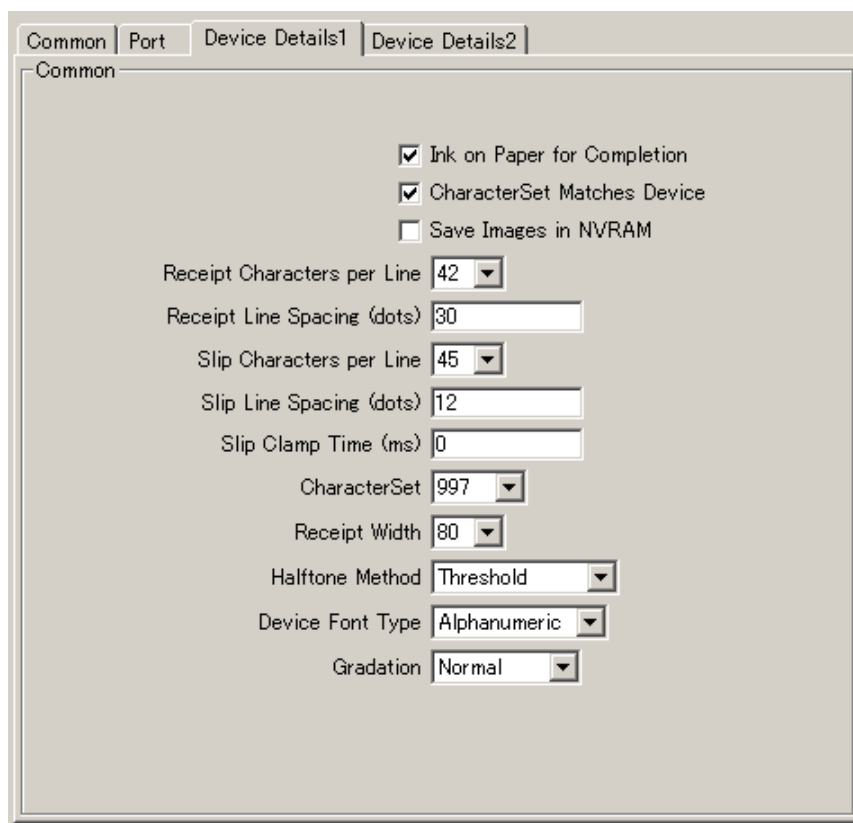 Common Port Device Details1 Device Details2
Common
Ink on Paper for Completion
CharacterSet Matches Device
Save Images in NVRAM
Receipt Characters per Line 42
Receipt Line Spacing (dots) 30
Slip Characters per Line 45
Slip Line Spacing (dots) 12
Slip Clamp Time (ms) 0
CharacterSet 997
Receipt Width 80
Halftone Method Threshold
Device Font Type Alphanumeric
Gradation Normal